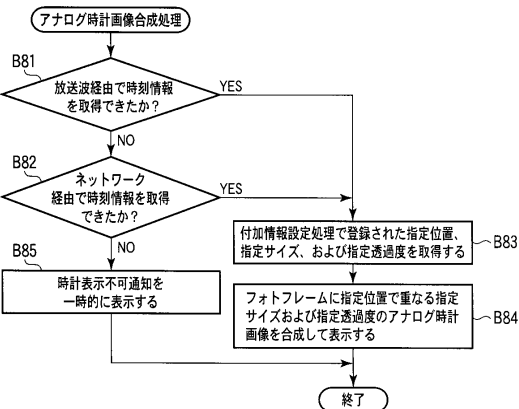 アナログ時計画像合成処理
B81
放送波経由で時刻情報
を取得できたか？
YES
NO
B82
ネットワーク
経由で時刻情報を取得
できたか？
YES
NO
付加情報設定処理で登録された指定位置、
指定サイズ、および指定透過度を取得する
B83
B85
時計表示不可通知を
一時的に表示する
フォトフレームに指定位置で重なる指定
サイズおよび指定透過度のアナログ時計
画像を合成して表示する
B84
終了